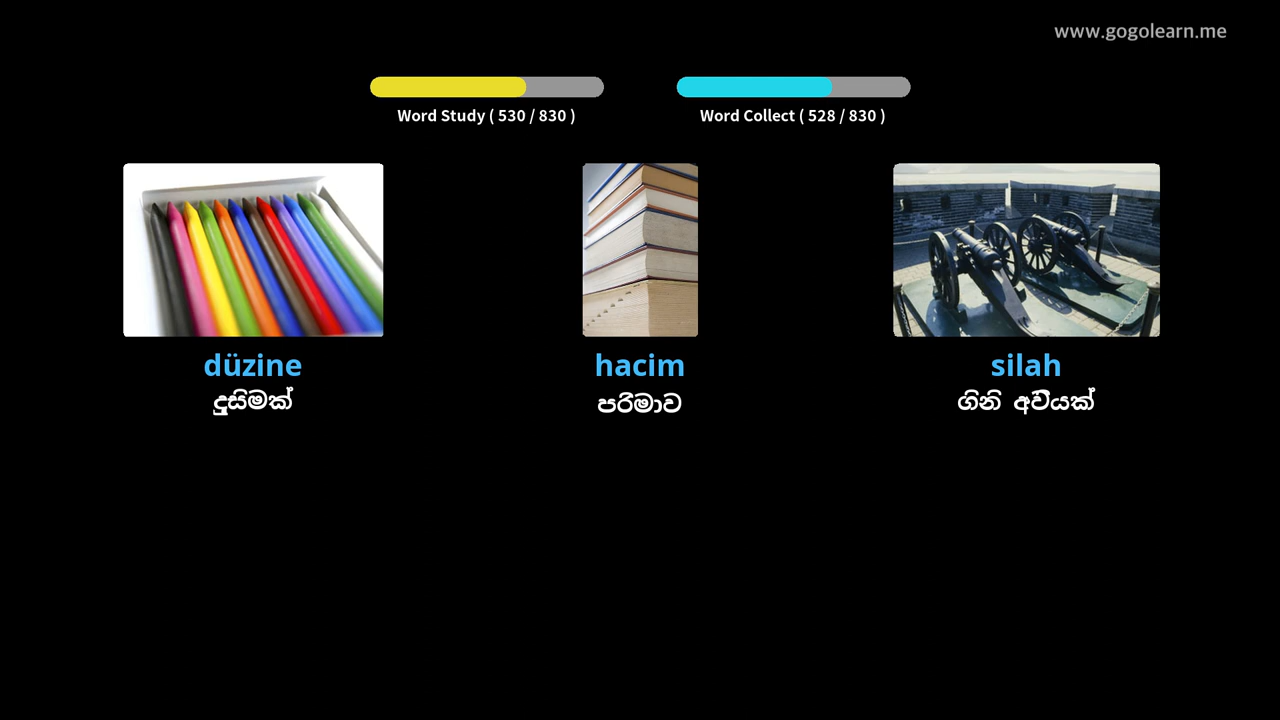 www.gogolearn.me
Word Study ( 530 / 830 )
Word Collect ( 528 / 830 )
düzine
hacim
silah
දුසිමක්
පරිමාව
ගිනි අවියක්